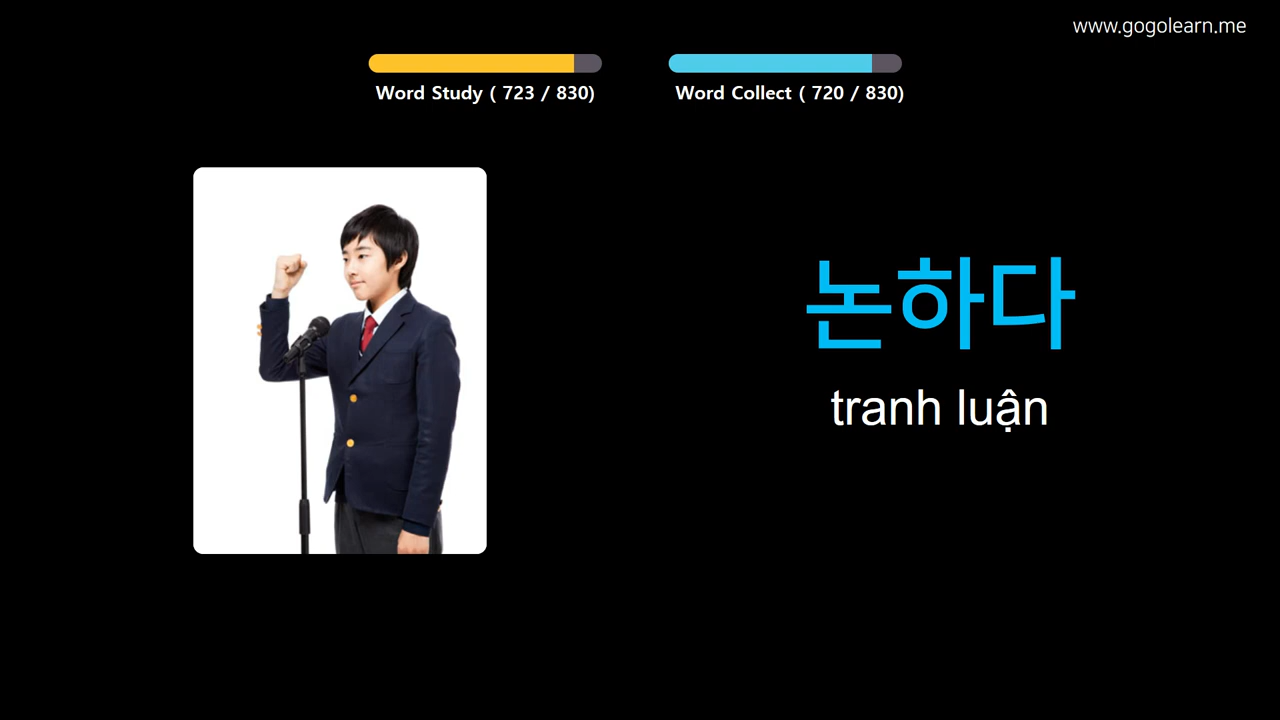 www.gogolearn.me
Word Study ( 723 / 830)
Word Collect ( 720 / 830)
논하다
tranh luận